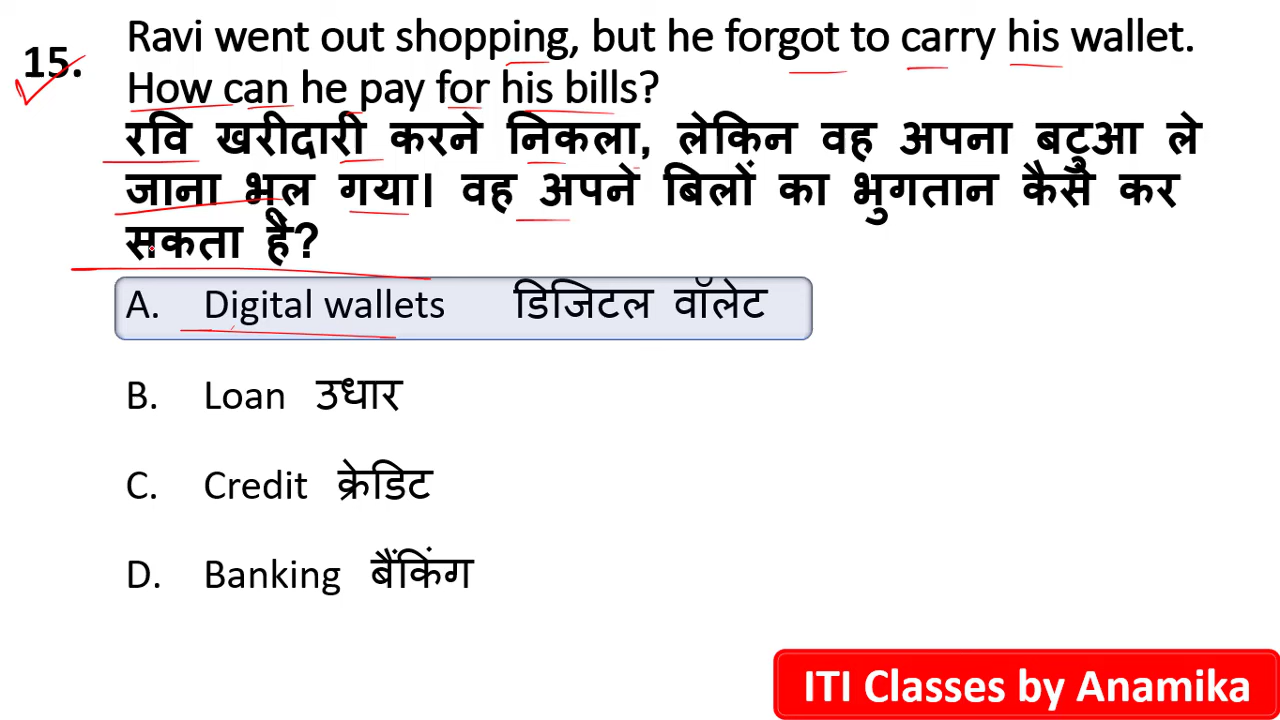 15. Ravi went out shopping, but he forgot to carry his wallet.
How can he pay for his bills?
रवि खरीदारी करने निकला, लेकिन वह अपना बटुआ ले
जाना भूल गया। वह अपने बिलों का भुगतान कैसे कर
सकता है?
A. Digital wallets डिजिटल वॉलेट
B. Loan उधार
C. Credit क्रेडिट
D. Banking बैंकिंग
ITI Classes by Anamika